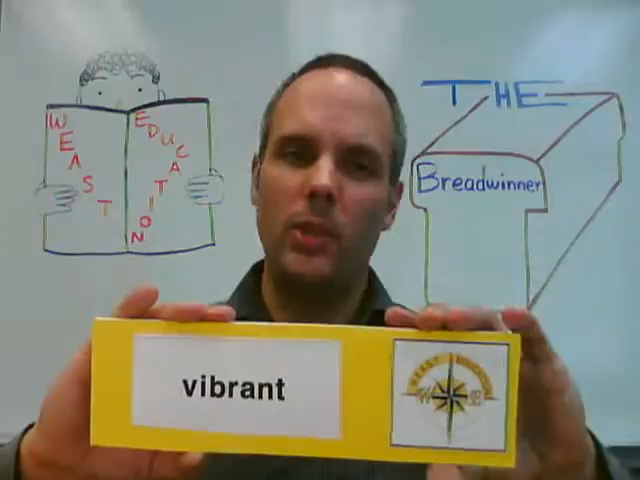 WEAST
EDUCATION
THE
Breadwinner
vibrant
W E